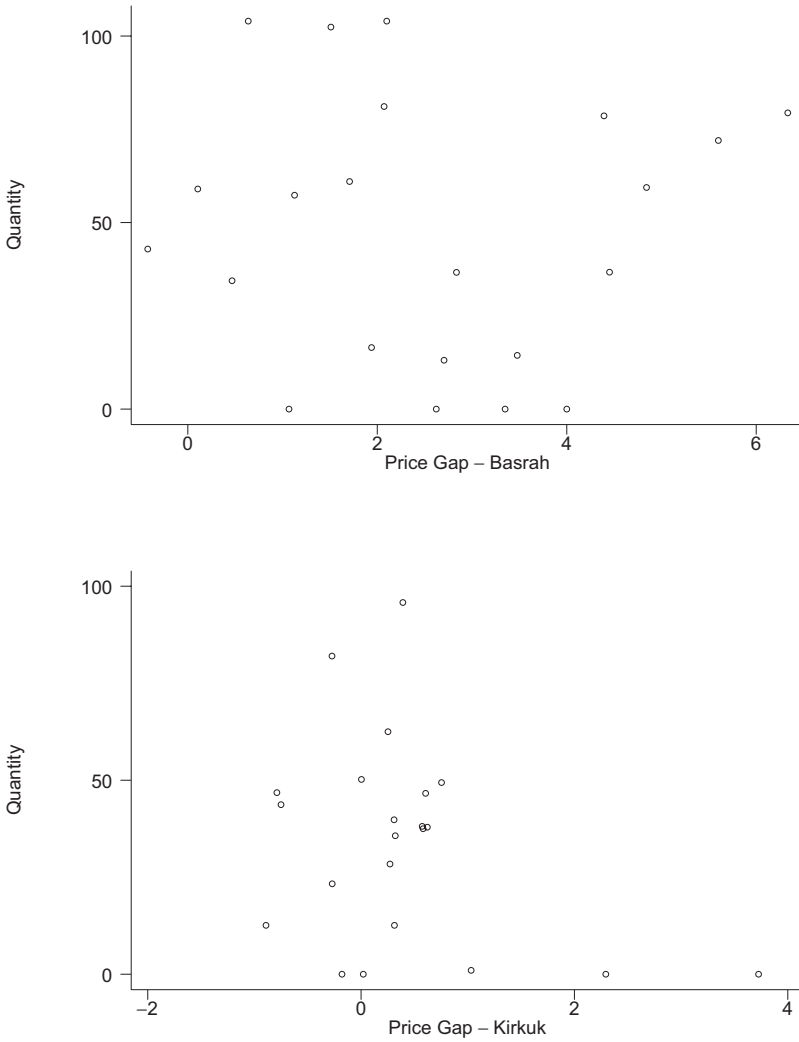 100
50
0
Quantity
0 2 4 6
Price Gap – Basrah
100
50
0
Quantity
–2 0 2 4
Price Gap – Kirkuk